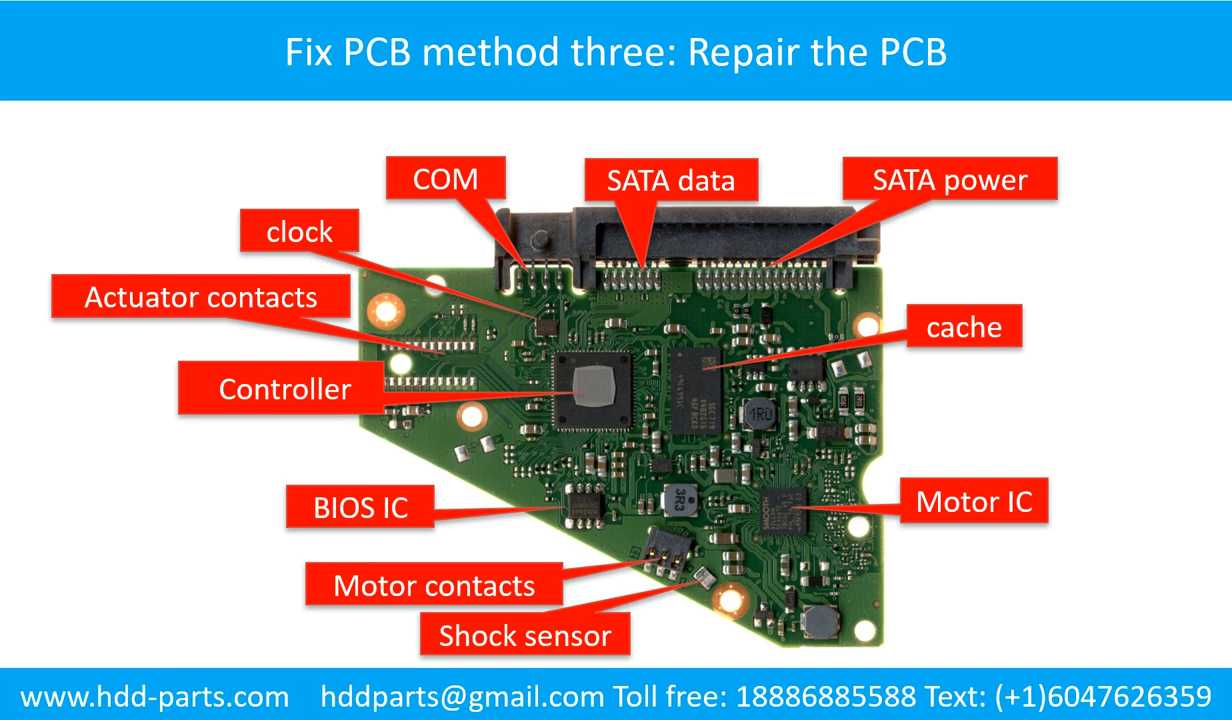 Fix PCB method three: Repair the PCB
COM
SATA data
SATA power
clock
Actuator contacts
cache
Controller
1R0
BIOS IC
3R3
SMOOTH
Motor IC
Motor contacts
Shock sensor
www.hdd-parts.com hddparts@gmail.com Toll free: 18886885588 Text: (+1)6047626359